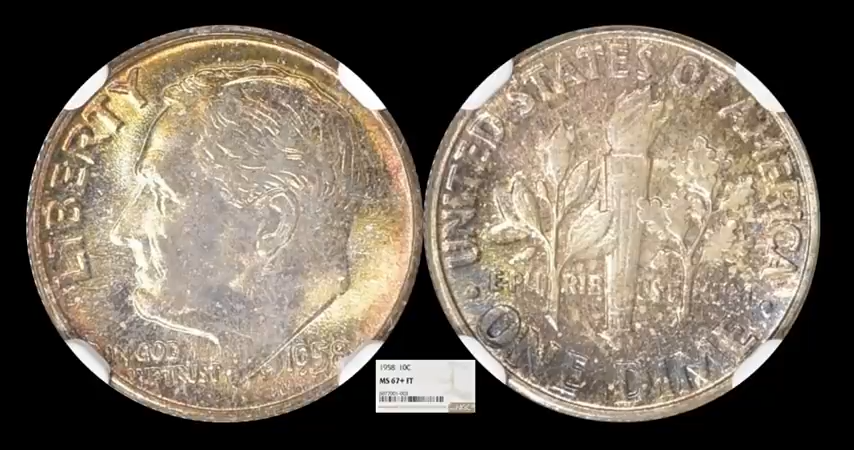 LIBERTY
IN GOD
WE TRUST
1958
UNITED STATES OF AMERICA
E PLURIBUS UNUM
ONE DIME
1958 10C
MS 67+ FT
NGC